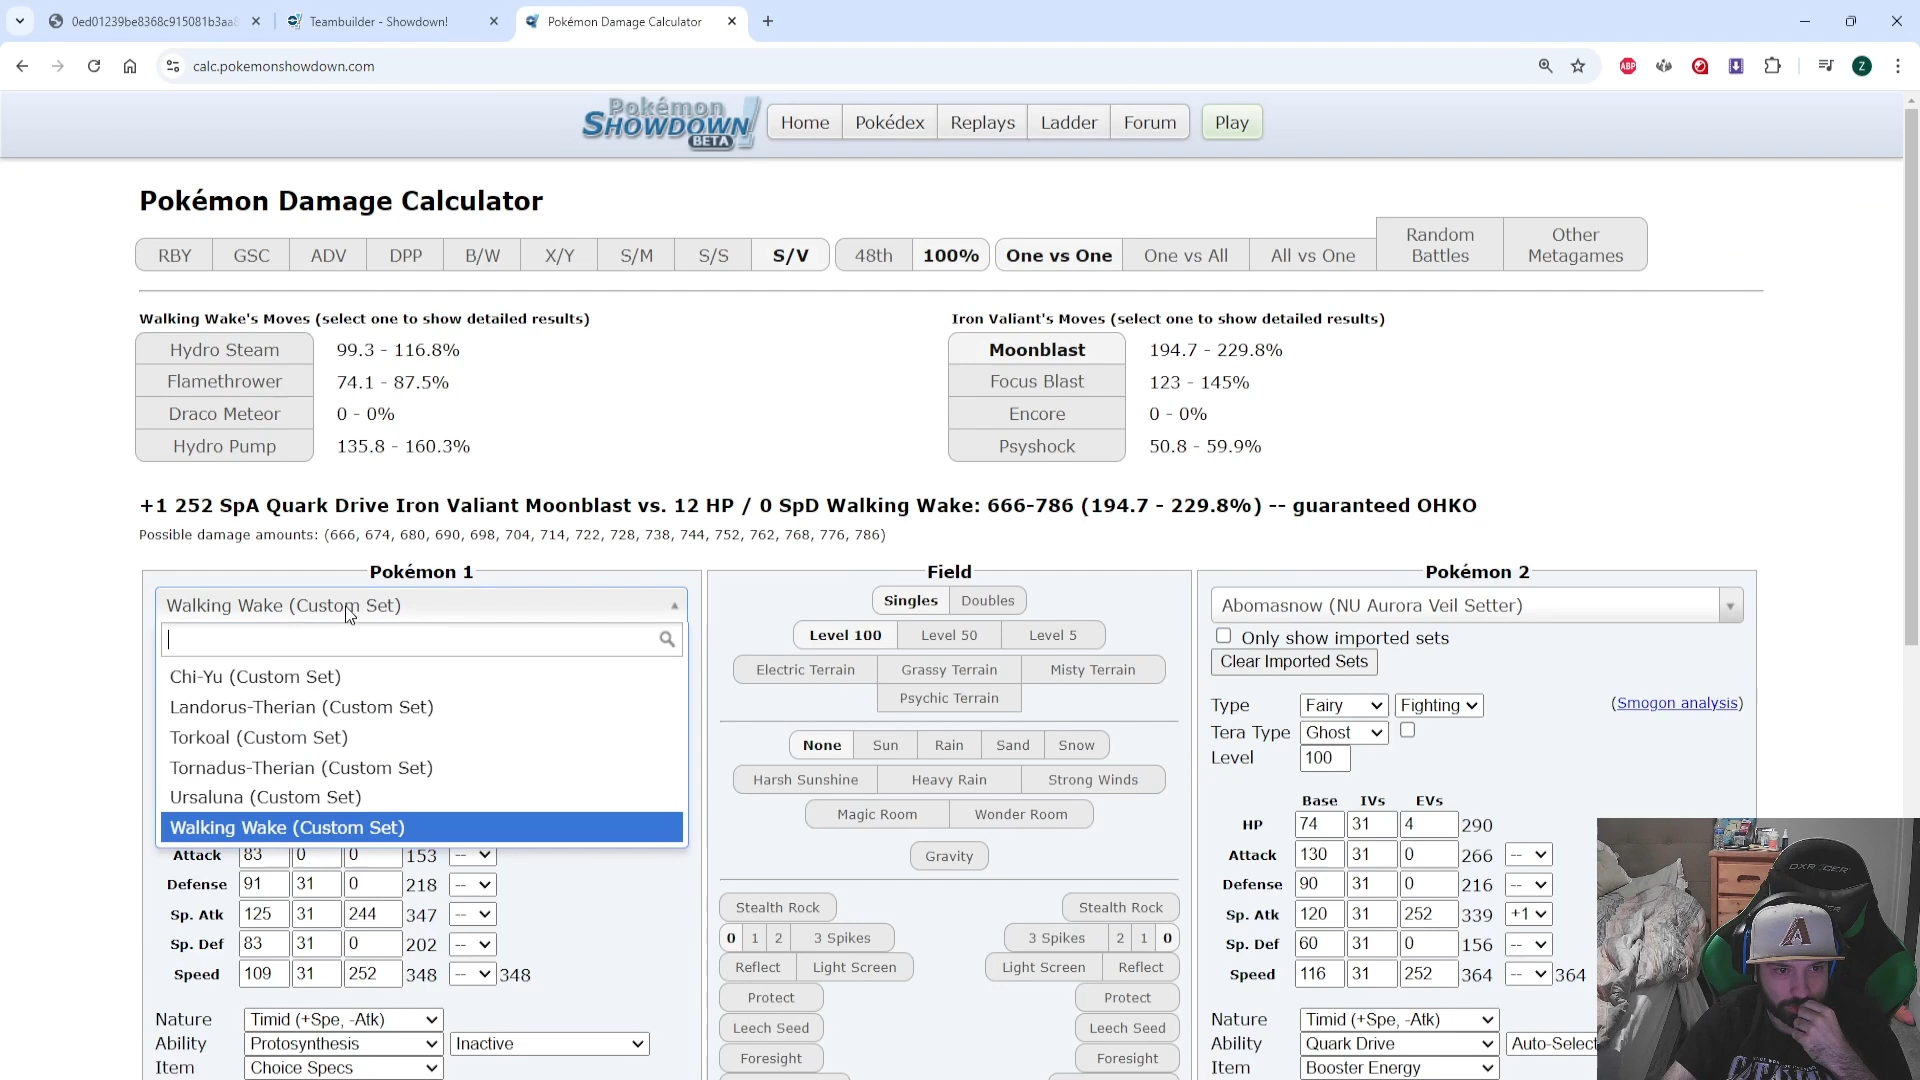 0ed01239be8368c915081b3aa8
Teambuilder - Showdown!
Pokémon Damage Calculator
calc.pokemonshowdown.com
ABP
Z
Pokémon
SHOWDOWN!
BETA
Home
Pokédex
Replays
Ladder
Forum
Play
Pokémon Damage Calculator
RBY GSC ADV DPP B/W X/Y S/M S/S S/V 48th 100% One vs One One vs All All vs One Random Battles Other Metagames
Walking Wake's Moves (select one to show detailed results)
Hydro Steam 99.3 - 116.8%
Flamethrower 74.1 - 87.5%
Draco Meteor 0 - 0%
Hydro Pump 135.8 - 160.3%
Iron Valiant's Moves (select one to show detailed results)
Moonblast 194.7 - 229.8%
Focus Blast 123 - 145%
Encore 0 - 0%
Psyshock 50.8 - 59.9%
+1 252 SpA Quark Drive Iron Valiant Moonblast vs. 12 HP / 0 SpD Walking Wake: 666-786 (194.7 - 229.8%) -- guaranteed OHKO
Possible damage amounts: (666, 674, 680, 690, 698, 704, 714, 722, 728, 738, 744, 752, 762, 768, 776, 786)
Pokémon 1
Walking Wake (Custom Set)
Chi-Yu (Custom Set)
Landorus-Therian (Custom Set)
Torkoal (Custom Set)
Tornadus-Therian (Custom Set)
Ursaluna (Custom Set)
Walking Wake (Custom Set)
Attack 83 0 0 153 --
Defense 91 31 0 218 --
Sp. Atk 125 31 244 347 --
Sp. Def 83 31 0 202 --
Speed 109 31 252 348 -- 348
Nature Timid (+Spe, -Atk)
Ability Protosynthesis Inactive
Item Choice Specs
Field
Singles Doubles
Level 100 Level 50 Level 5
Electric Terrain Grassy Terrain Misty Terrain
Psychic Terrain
None Sun Rain Sand Snow
Harsh Sunshine Heavy Rain Strong Winds
Magic Room Wonder Room
Gravity
Stealth Rock Stealth Rock
0 1 2 3 Spikes 3 Spikes 2 1 0
Reflect Light Screen Light Screen Reflect
Protect Protect
Leech Seed Leech Seed
Foresight Foresight
Pokémon 2
Abomasnow (NU Aurora Veil Setter)
Only show imported sets
Clear Imported Sets
Type Fairy Fighting (Smogon analysis)
Tera Type Ghost
Level 100
Base IVs EVs
HP 74 31 4 290
Attack 130 31 0 266 --
Defense 90 31 0 216 --
Sp. Atk 120 31 252 339 +1
Sp. Def 60 31 0 156 --
Speed 116 31 252 364 -- 364
Nature Timid (+Spe, -Atk)
Ability Quark Drive Auto-Select
Item Booster Energy
DXRACER
A